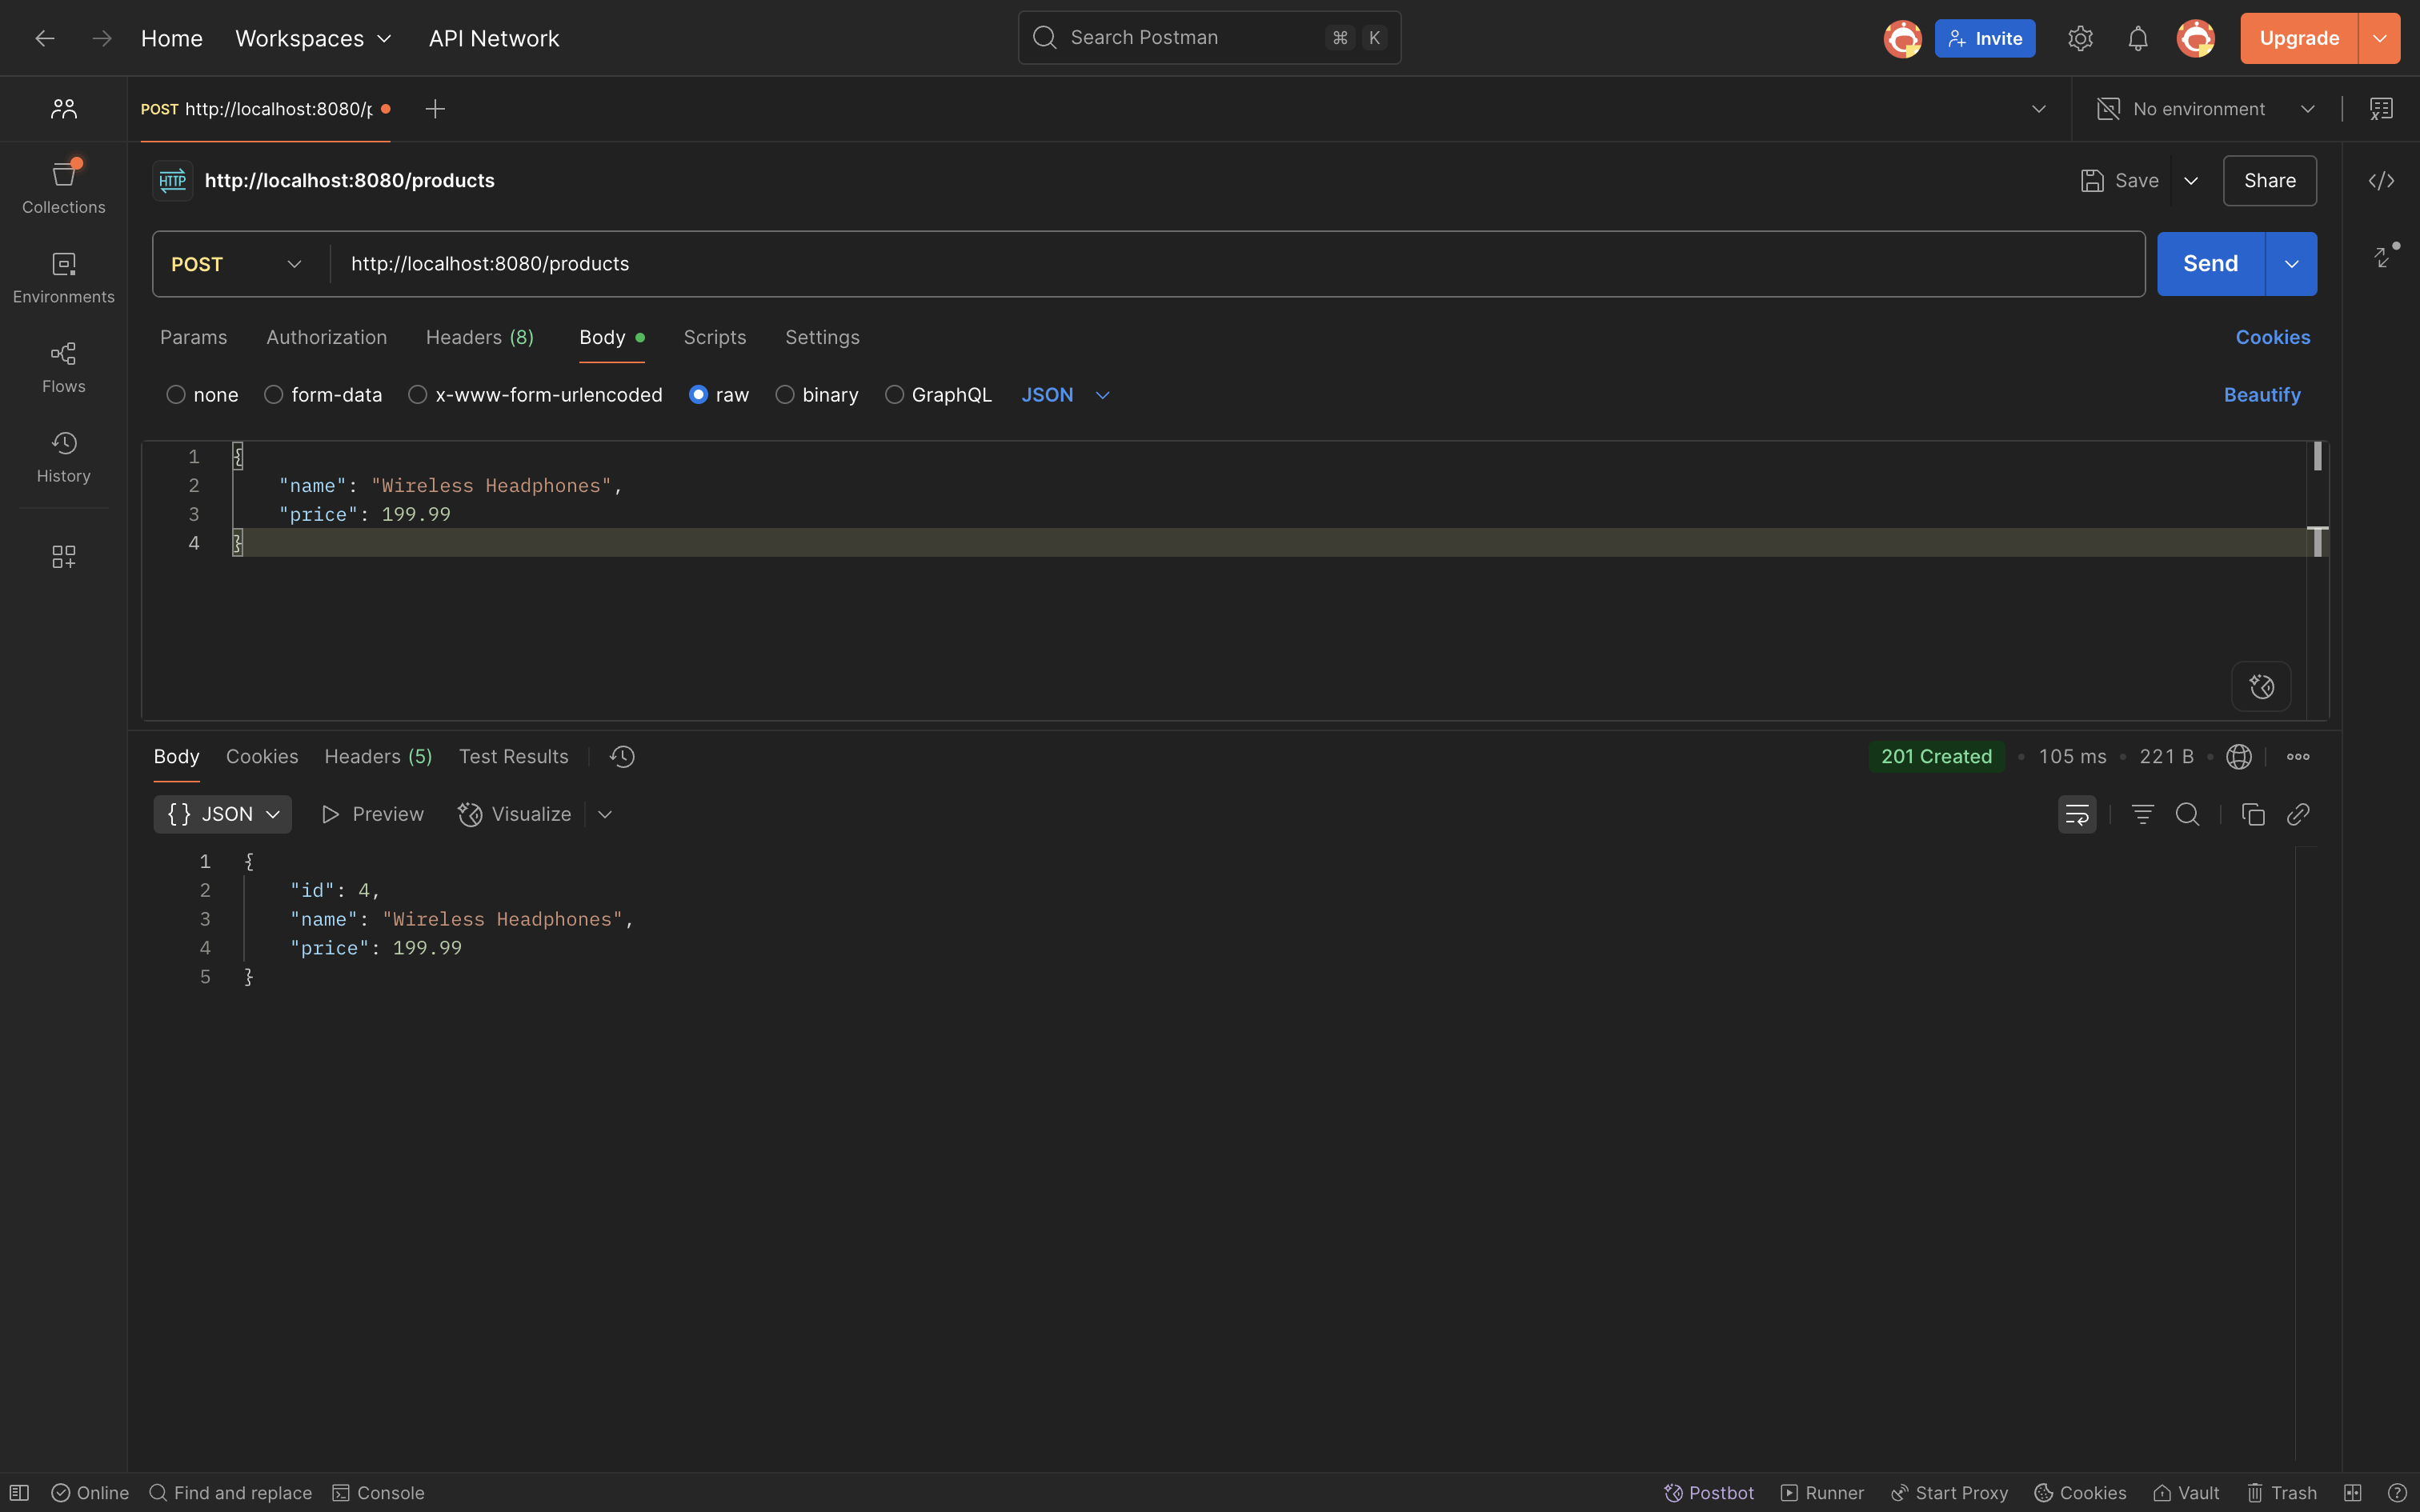 Home Workspaces API Network Search Postman ⌘ K Invite Upgrade
POST http://localhost:8080/p No environment
HTTP http://localhost:8080/products Save Share
Collections
Environments
Flows
History
POST http://localhost:8080/products Send
Params Authorization Headers (8) Body Scripts Settings Cookies
none form-data x-www-form-urlencoded raw binary GraphQL JSON Beautify
1 {
2 "name": "Wireless Headphones",
3 "price": 199.99
4 }
Body Cookies Headers (5) Test Results 201 Created • 105 ms • 221 B •
{} JSON Preview Visualize
1 {
2 "id": 4,
3 "name": "Wireless Headphones",
4 "price": 199.99
5 }
Online Find and replace Console Postbot Runner Start Proxy Cookies Vault Trash